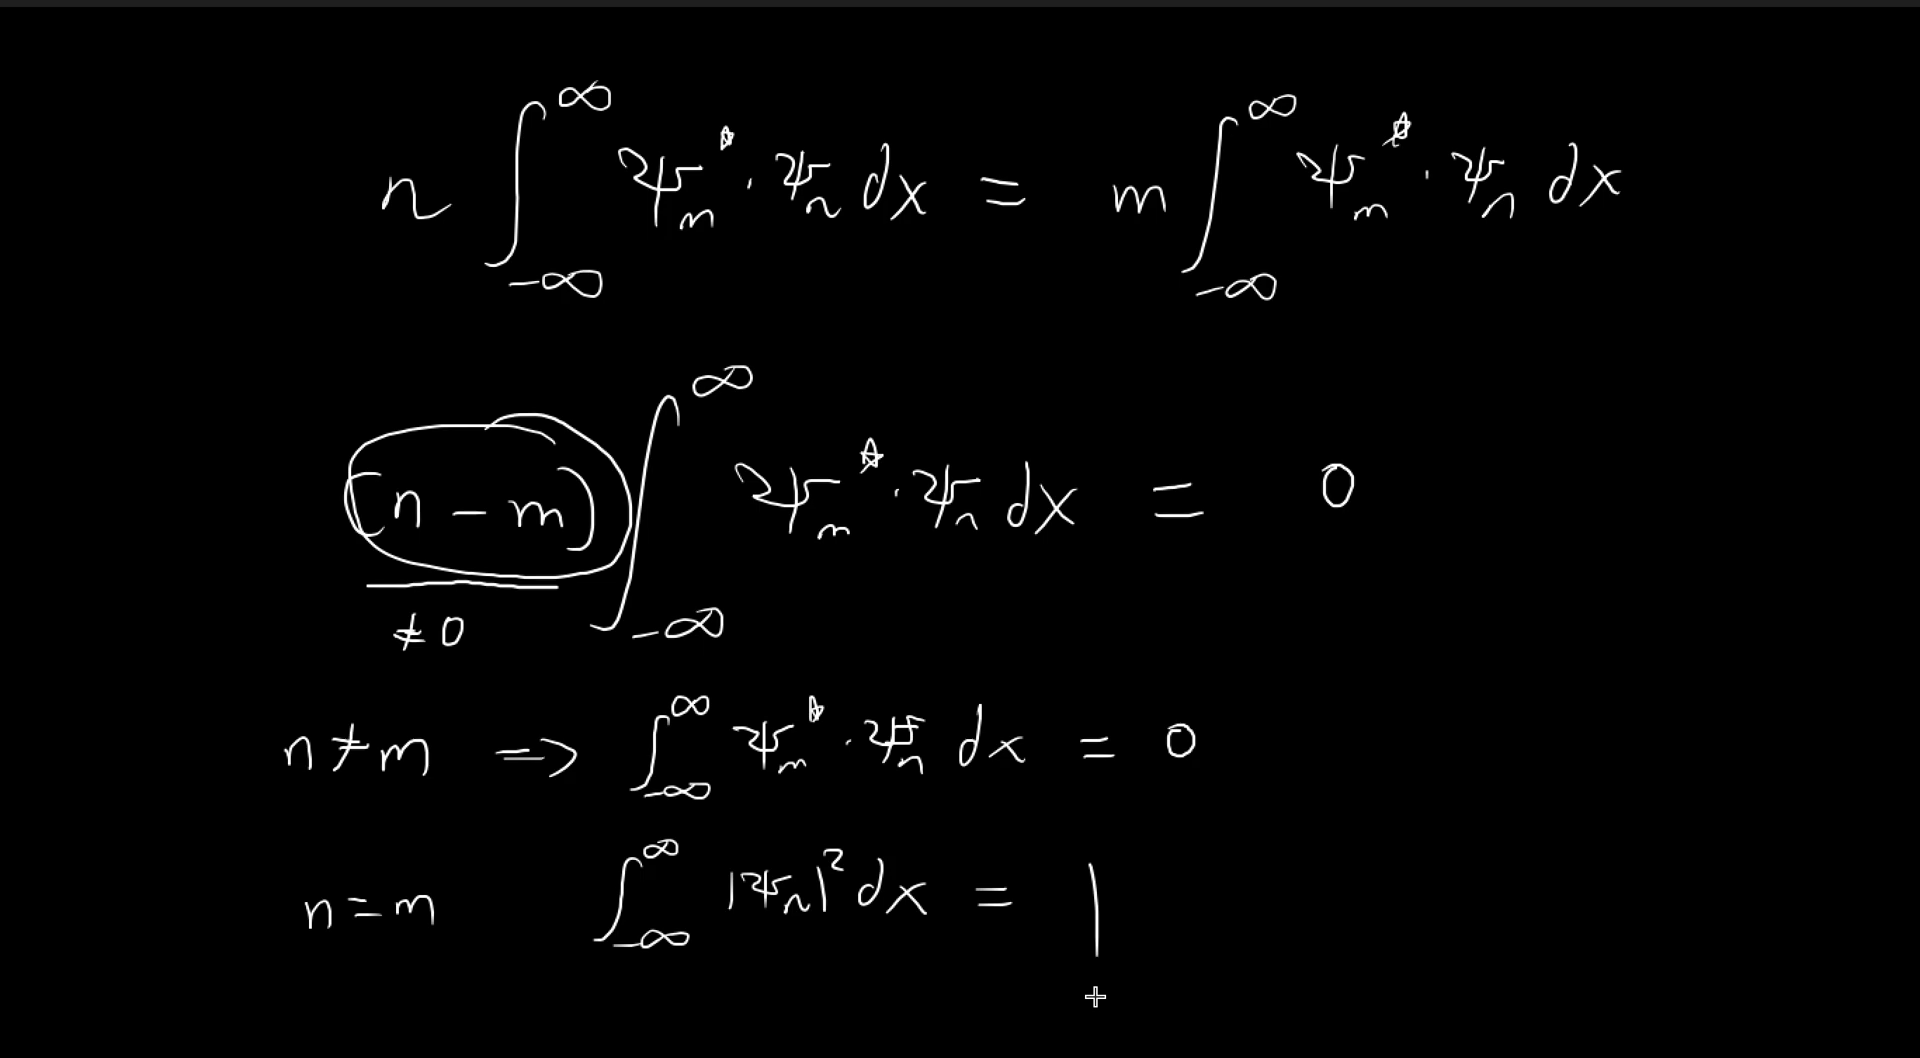 n ∫_{-∞}^{∞} ψ_m^* · ψ_n dx = m ∫_{-∞}^{∞} ψ_m^* · ψ_n dx
(n - m) ∫_{-∞}^{∞} ψ_m^* · ψ_n dx = 0
≠ 0
n ≠ m => ∫_{-∞}^{∞} ψ_m^* · ψ_n dx = 0
n = m ∫_{-∞}^{∞} |ψ_n|^2 dx = 1